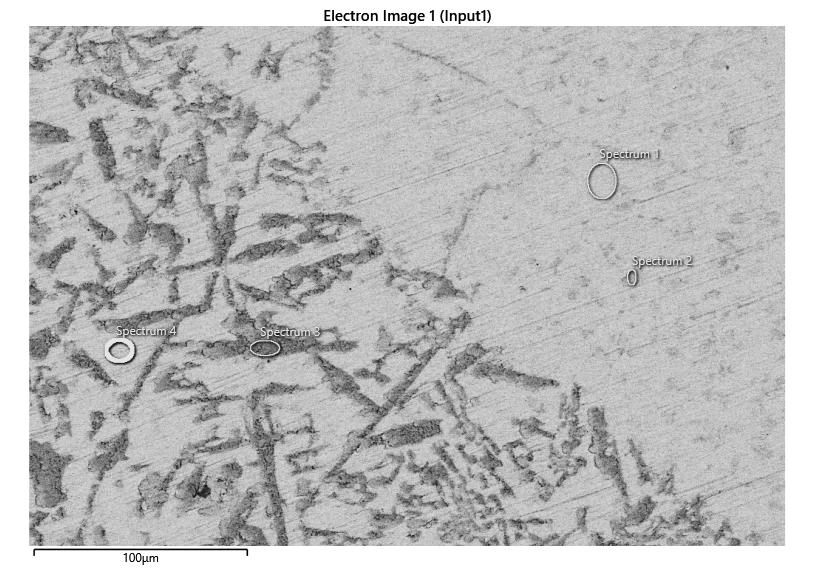 Electron Image 1 (Input1)
Spectrum 1
Spectrum 2
Spectrum 4
Spectrum 3
100µm